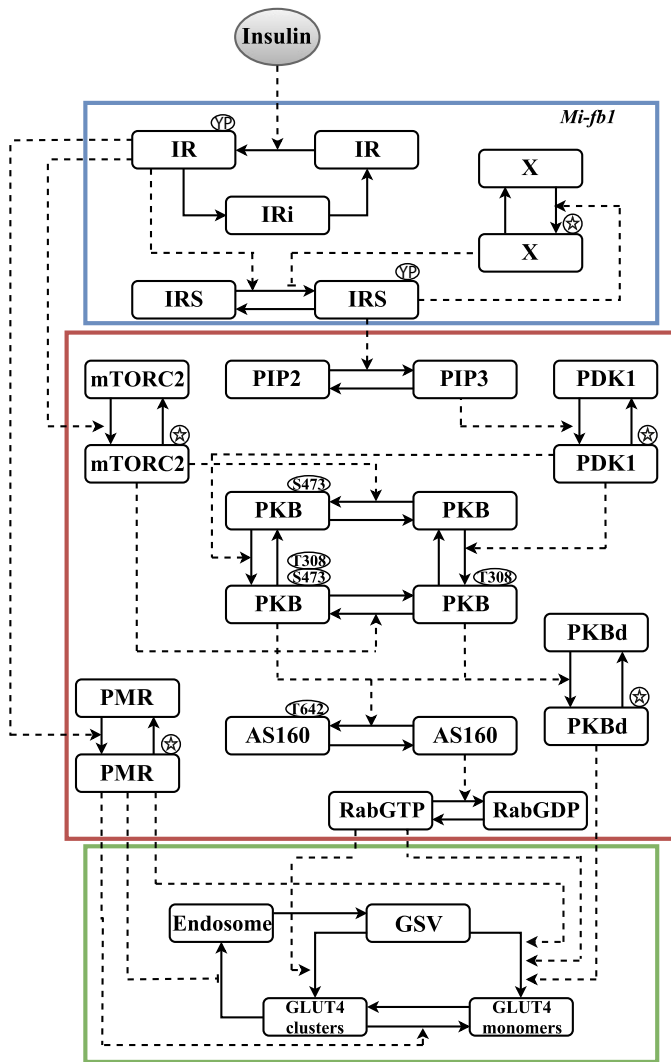 Insulin
Mi-fb1
YP
IR
IR
X
IRi
X
YP
IRS
IRS
mTORC2
PIP2
PIP3
PDK1
mTORC2
PDK1
S473
PKB
PKB
T308
S473
T308
PKB
PKB
PKBd
PMR
T642
PKBd
AS160
AS160
PMR
RabGTP
RabGDP
Endosome
GSV
GLUT4
clusters
GLUT4
monomers